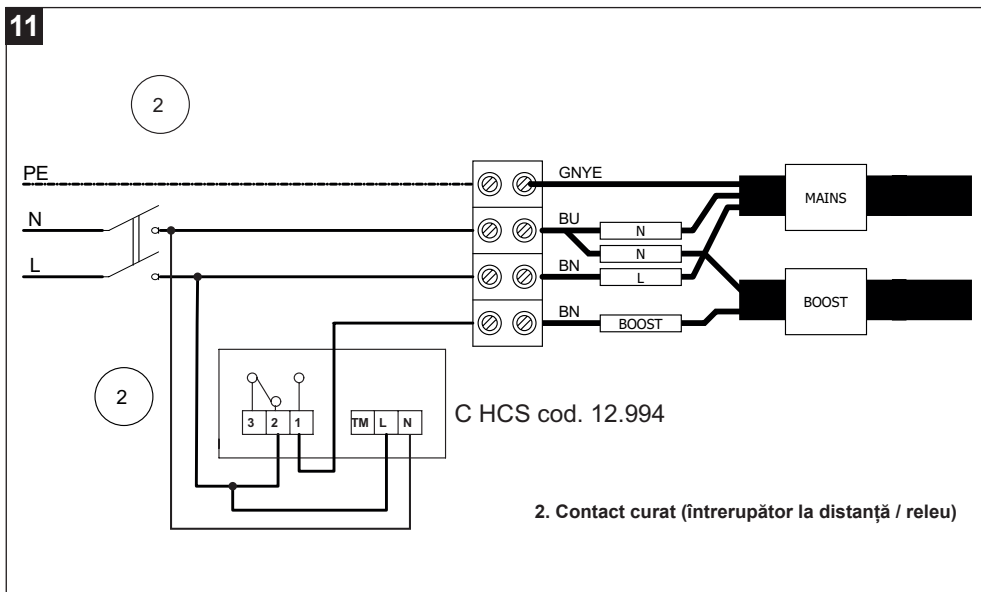 11
2
PE
GNYE
MAINS
N
BU
N
N
L
BN
L
BOOST
BN
BOOST
2
3 2 1
TM L N
C HCS cod. 12.994
2. Contact curat (întrerupător la distanță / releu)